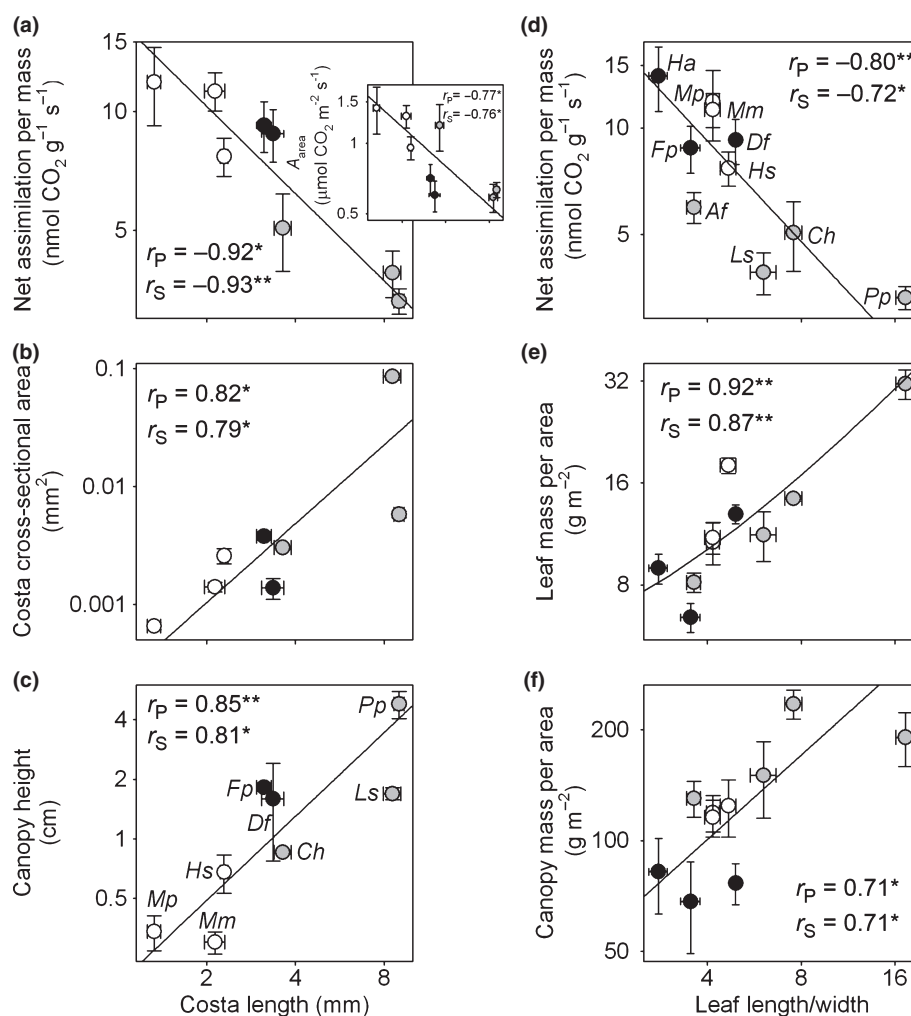 (a)
Net assimilation per mass
(nmol CO2 g−1 s−1)
15
10
5
rP = −0.92*
rS = −0.93**
Aarea
(µmol CO2 m−2 s−1)
1.5
1
0.5
rP = −0.77*
rS = −0.76*
(b)
Costa cross-sectional area
(mm2)
0.1
0.01
0.001
rP = 0.82*
rS = 0.79*
(c)
Canopy height
(cm)
4
2
1
0.5
rP = 0.85**
rS = 0.81*
Pp
Fp
Ls
Df
Ch
Hs
Mp
Mm
2
4
8
Costa length (mm)
(d)
Net assimilation per mass
(nmol CO2 g−1 s−1)
15
10
5
rP = −0.80**
rS = −0.72*
Ha
Mp
Mm
Df
Fp
Hs
Af
Ch
Ls
Pp
(e)
Leaf mass per area
(g m−2)
32
16
8
rP = 0.92**
rS = 0.87**
(f)
Canopy mass per area
(g m−2)
200
100
50
rP = 0.71*
rS = 0.71*
4
8
16
Leaf length/width